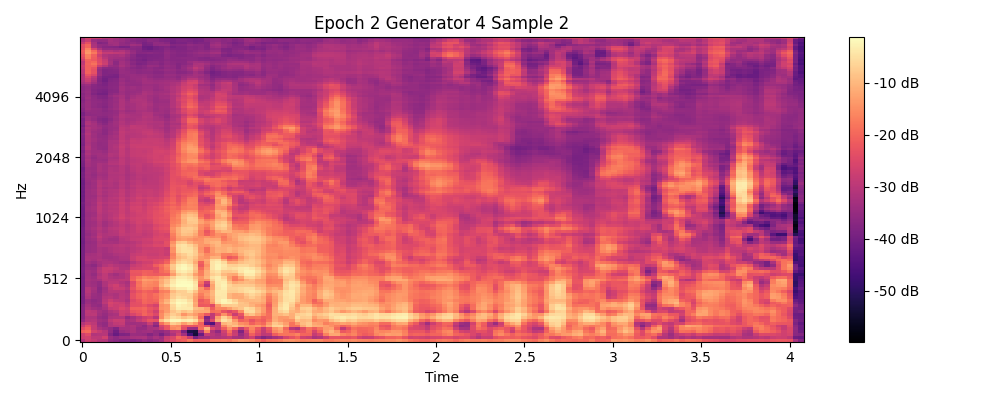 Epoch 2 Generator 4 Sample 2
Hz
4096
2048
1024
512
0
0 0.5 1 1.5 2 2.5 3 3.5 4
Time
-10 dB
-20 dB
-30 dB
-40 dB
-50 dB